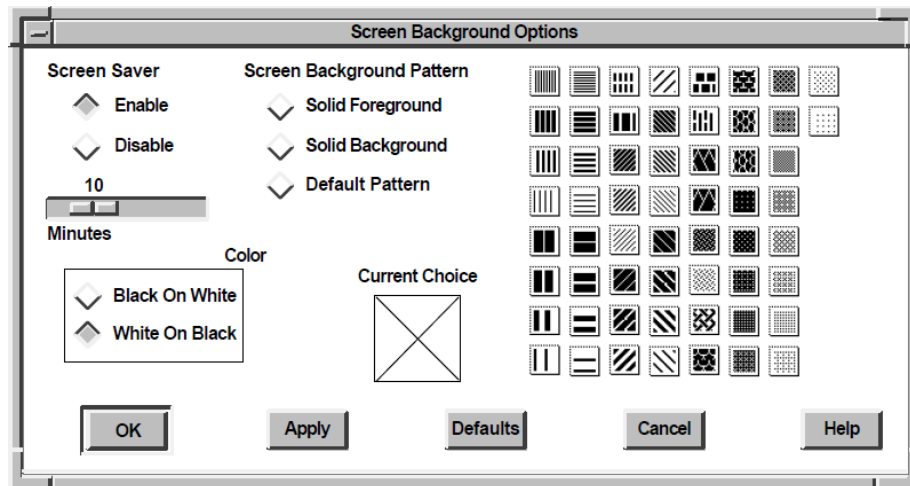 Screen Background Options
Screen Saver
Enable
Disable
10
Minutes
Screen Background Pattern
Solid Foreground
Solid Background
Default Pattern
Color
Black On White
White On Black
Current Choice
OK
Apply
Defaults
Cancel
Help